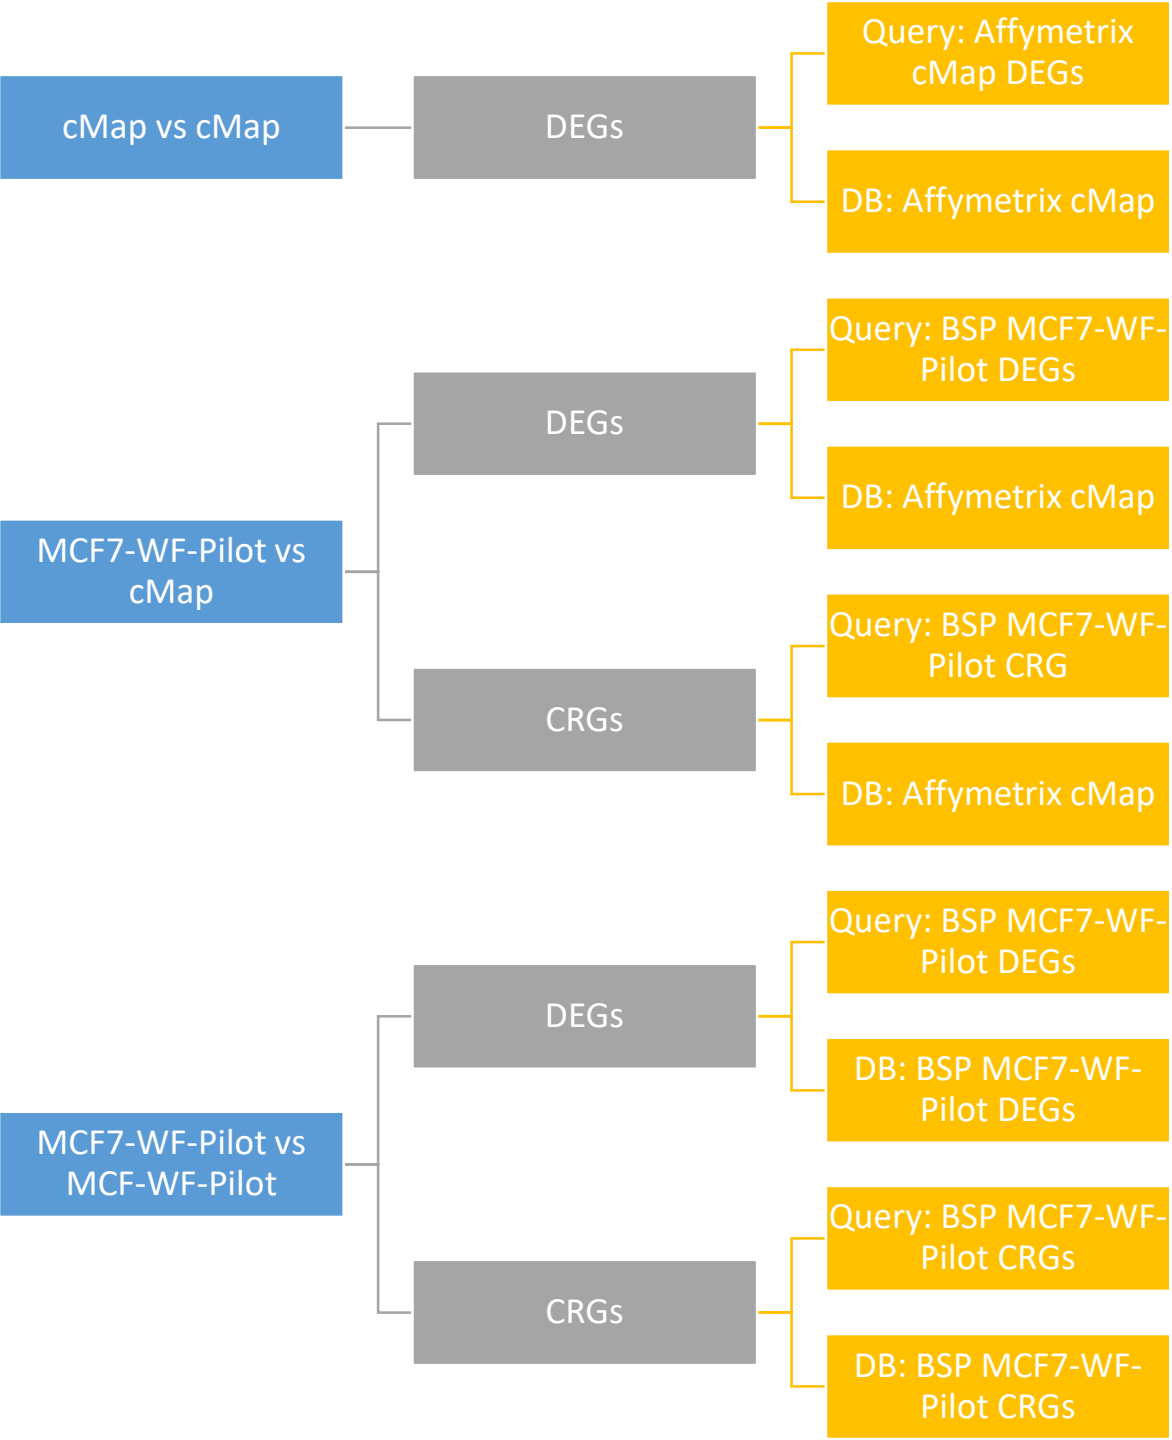 cMap vs cMap
DEGs
Query: Affymetrix
cMap DEGs
DB: Affymetrix cMap
MCF7-WF-Pilot vs
cMap
DEGs
Query: BSP MCF7-WF-
Pilot DEGs
DB: Affymetrix cMap
CRGs
Query: BSP MCF7-WF-
Pilot CRG
DB: Affymetrix cMap
MCF7-WF-Pilot vs
MCF-WF-Pilot
DEGs
Query: BSP MCF7-WF-
Pilot DEGs
DB: BSP MCF7-WF-
Pilot DEGs
CRGs
Query: BSP MCF7-WF-
Pilot CRGs
DB: BSP MCF7-WF-
Pilot CRGs